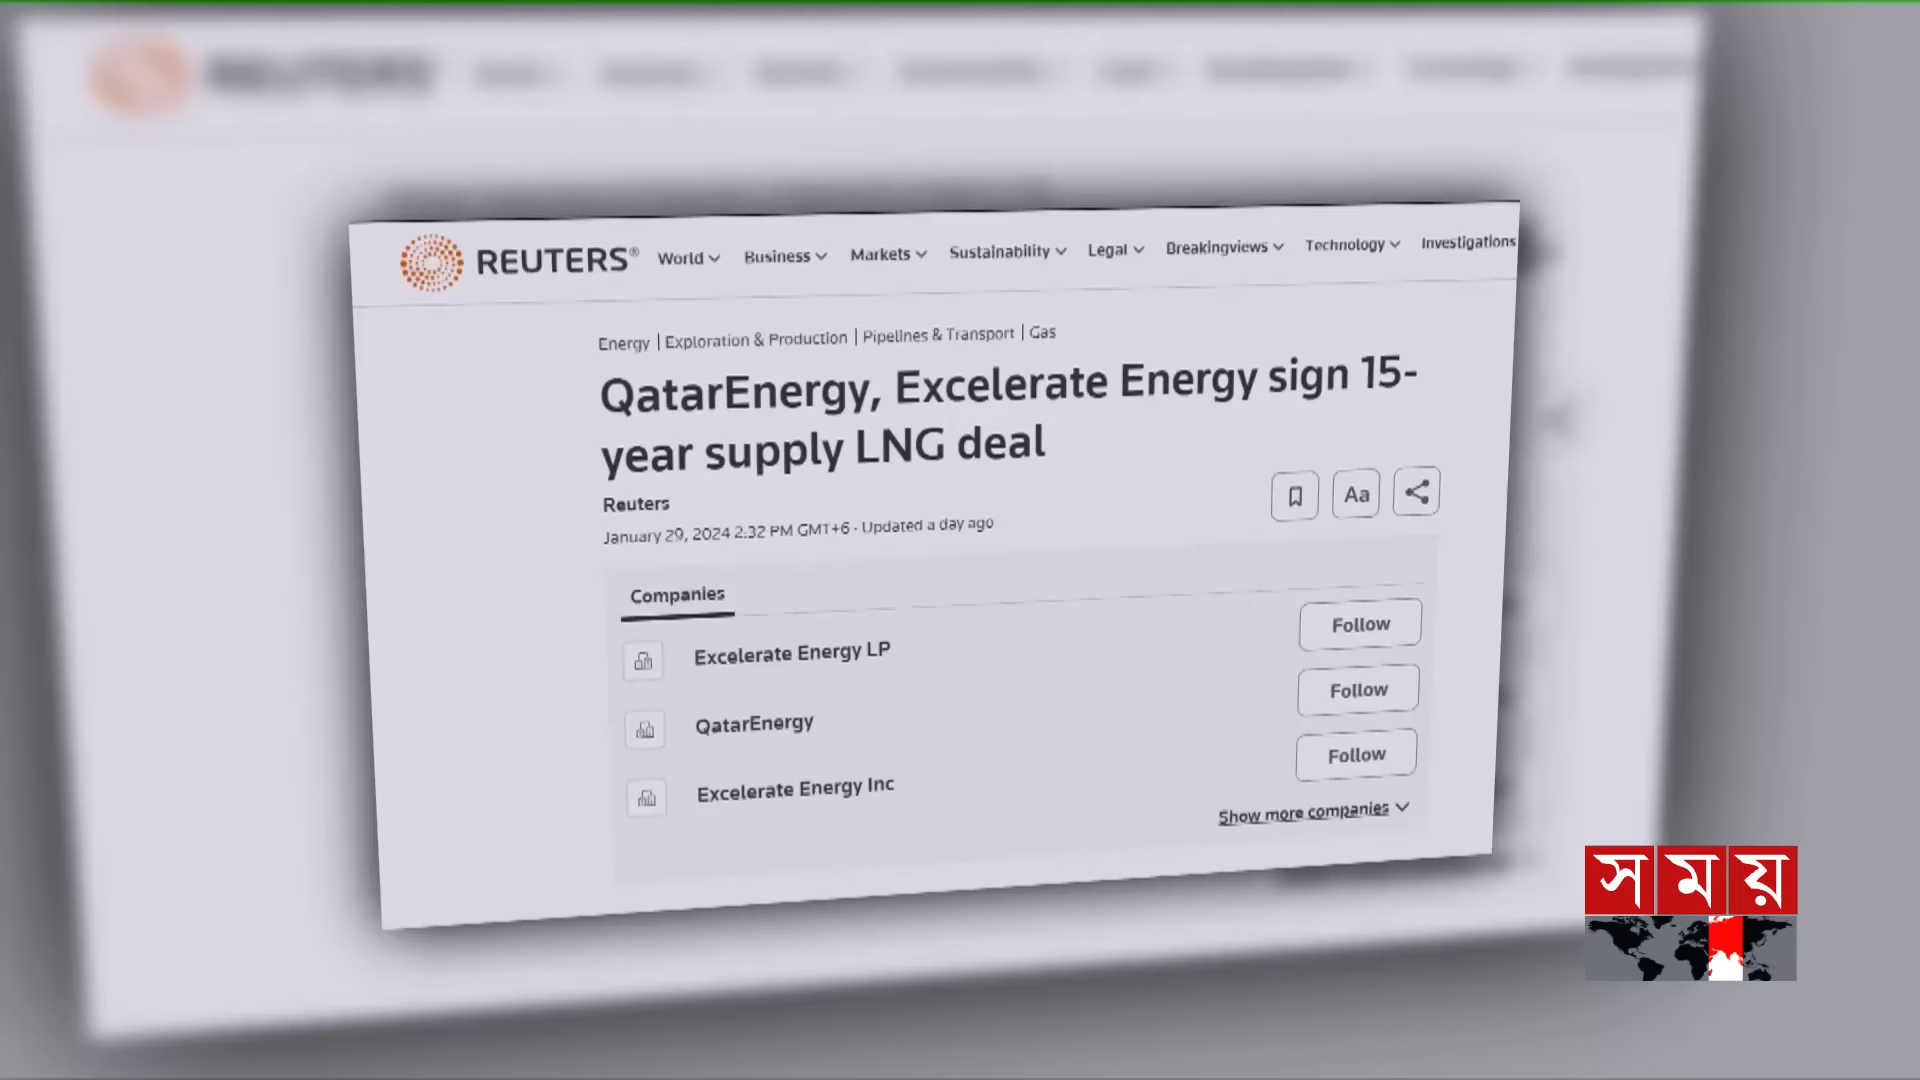 REUTERS
REUTERS® World Business Markets Sustainability Legal Breakingviews Technology Investigations
Energy | Exploration & Production | Pipelines & Transport | Gas
QatarEnergy, Excelerate Energy sign 15-
year supply LNG deal
Reuters
January 29, 2024 2:32 PM GMT+6 · Updated a day ago
Aa
Companies
Excelerate Energy LP
Follow
QatarEnergy
Follow
Excelerate Energy Inc
Follow
Show more companies
সময়